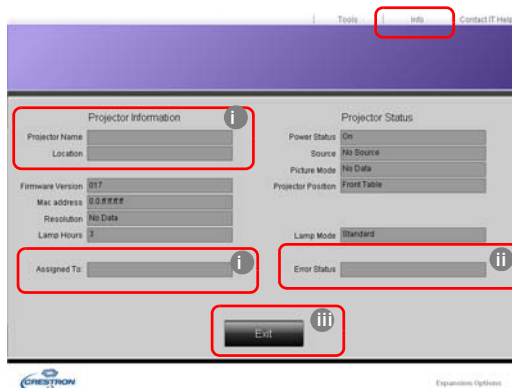 Tools Info Contact IT Help
Projector Information
i
Projector Name
Location
Firmware Version 017
Mac address 0.0.ff.ff.ff.ff
Resolution No Data
Lamp Hours 3
Assigned To:
i
Projector Status
Power Status On
Source No Source
Picture Mode No Data
Projector Position Front Table
Lamp Mode Standard
Error Status
ii
Exit
iii
CRESTRON
Expansion Options